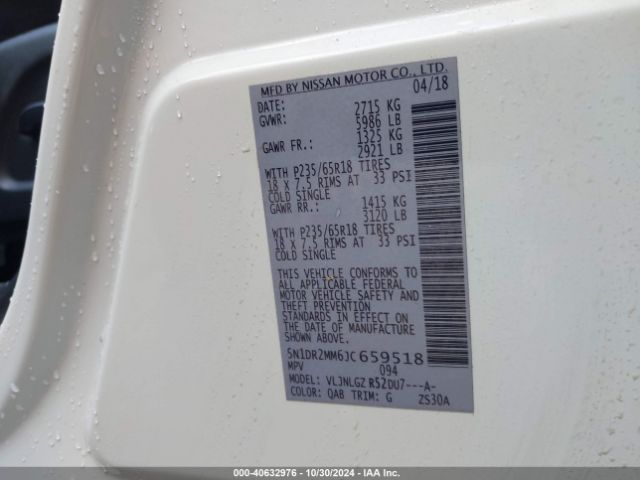 MFD BY NISSAN MOTOR CO., LTD.
DATE: 04/18
GVWR: 2715 KG
5986 LB
GAWR FR.: 1325 KG
2921 LB
WITH P235/65R18 TIRES
18 X 7.5 RIMS AT 33 PSI
COLD SINGLE
GAWR RR.: 1415 KG
3120 LB
WITH P235/65R18 TIRES
18 X 7.5 RIMS AT 33 PSI
COLD SINGLE
THIS VEHICLE CONFORMS TO
ALL APPLICABLE FEDERAL
MOTOR VEHICLE SAFETY AND
THEFT PREVENTION
STANDARDS IN EFFECT ON
THE DATE OF MANUFACTURE
SHOWN ABOVE.
5N1DR2MM6JC659518
MPV 094
MODEL: VLJNLGZ R52DU7---A-
COLOR: QAB TRIM: G ZS30A
000-40632976 - 10/30/2024 - IAA Inc.